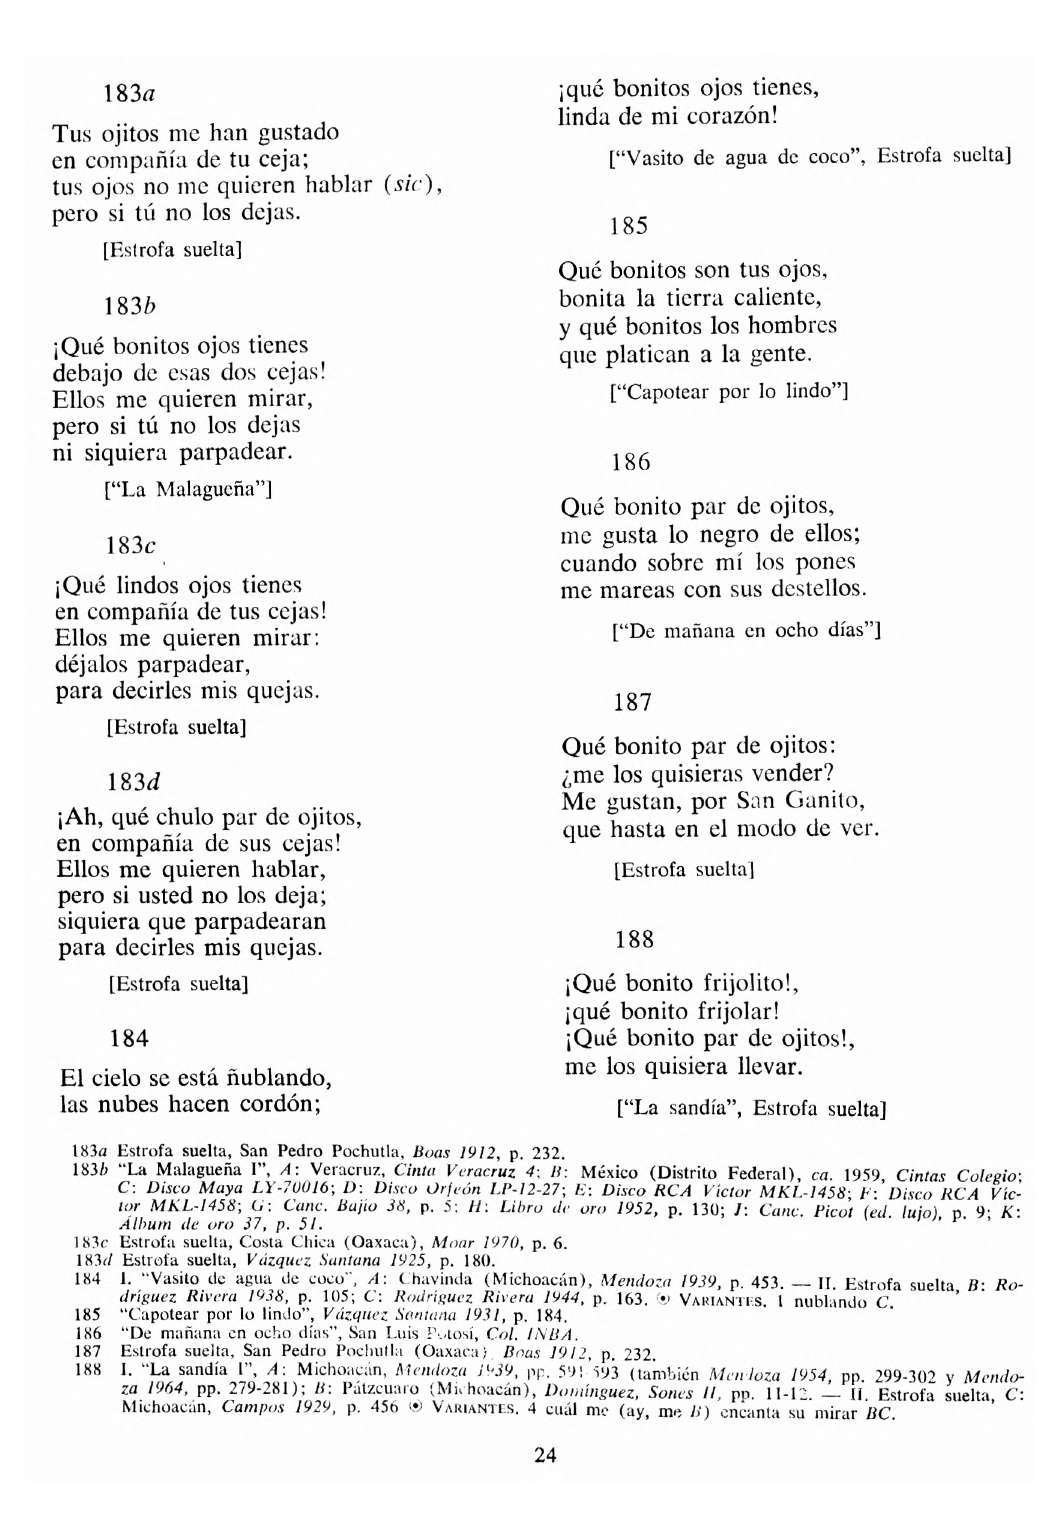 183a
Tus ojitos me han gustado
en compañía de tu ceja;
tus ojos no me quieren hablar (sic),
pero si tú no los dejas.
[Estrofa suelta]
183b
¡Qué bonitos ojos tienes
debajo de esas dos cejas!
Ellos me quieren mirar,
pero si tú no los dejas
ni siquiera parpadear.
[“La Malagueña”]
183c
¡Qué lindos ojos tienes
en compañía de tus cejas!
Ellos me quieren mirar:
déjalos parpadear,
para decirles mis quejas.
[Estrofa suelta]
183d
¡Ah, qué chulo par de ojitos,
en compañía de sus cejas!
Ellos me quieren hablar,
pero si usted no los deja;
siquiera que parpadearan
para decirles mis quejas.
[Estrofa suelta]
184
El cielo se está ñublando,
las nubes hacen cordón;
¡qué bonitos ojos tienes,
linda de mi corazón!
[“Vasito de agua de coco”, Estrofa suelta]
185
Qué bonitos son tus ojos,
bonita la tierra caliente,
y qué bonitos los hombres
que platican a la gente.
[“Capotear por lo lindo”]
186
Qué bonito par de ojitos,
me gusta lo negro de ellos;
cuando sobre mí los pones
me mareas con sus destellos.
[“De mañana en ocho días”]
187
Qué bonito par de ojitos:
¿me los quisieras vender?
Me gustan, por San Ganito,
que hasta en el modo de ver.
[Estrofa suelta]
188
¡Qué bonito frijolito!,
¡qué bonito frijolar!
¡Qué bonito par de ojitos!,
me los quisiera llevar.
[“La sandía”, Estrofa suelta]
183a Estrofa suelta, San Pedro Pochutla, Boas 1912, p. 232.
183b “La Malagueña I”, A: Veracruz, Cinta Veracruz 4; B: México (Distrito Federal), ca. 1959, Cintas Colegio;
C: Disco Maya LY-70016; D: Disco Orfeón LP-12-27; E: Disco RCA Víctor MKL-1458; F: Disco RCA Víc-
tor MKL-1458; G: Canc. Bajío 38, p. 5; H: Libro de oro 1952, p. 130; J: Canc. Picot (ed. lujo), p. 9; K:
Álbum de oro 37, p. 51.
183c Estrofa suelta, Costa Chica (Oaxaca), Moar 1970, p. 6.
183d Estrofa suelta, Vázquez Santana 1925, p. 180.
184 I. “Vasito de agua de coco”, A: Chavinda (Michoacán), Mendoza 1939, p. 453. — II. Estrofa suelta, B: Ro-
dríguez Rivera 1938, p. 105; C: Rodríguez Rivera 1944, p. 163. ⦿ VARIANTES. 1 nublando C.
185 “Capotear por lo lindo”, Vázquez Santana 1931, p. 184.
186 “De mañana en ocho días”, San Luis Potosí, Col. INBA.
187 Estrofa suelta, San Pedro Pochutla (Oaxaca), Boas 1912, p. 232.
188 I. “La sandía I”, A: Michoacán, Mendoza 1939, pp. 591-593 (también Mendoza 1954, pp. 299-302 y Mendo-
za 1964, pp. 279-281); B: Pátzcuaro (Michoacán), Domínguez, Sones II, pp. 11-12. — II. Estrofa suelta, C:
Michoacán, Campos 1929, p. 456 ⦿ VARIANTES. 4 cuál me (ay, me B) encanta su mirar BC.
24